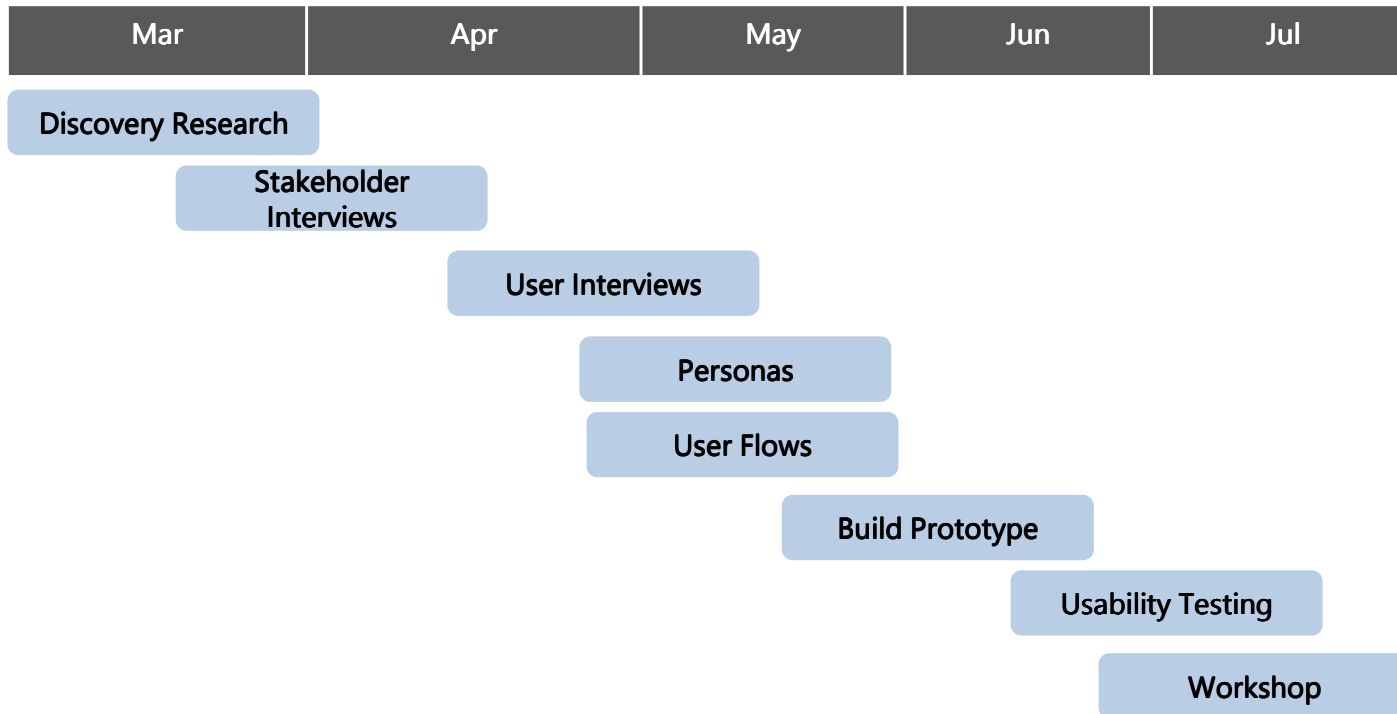 Mar
Apr
May
Jun
Jul
Discovery Research
Stakeholder
Interviews
User Interviews
Personas
User Flows
Build Prototype
Usability Testing
Workshop